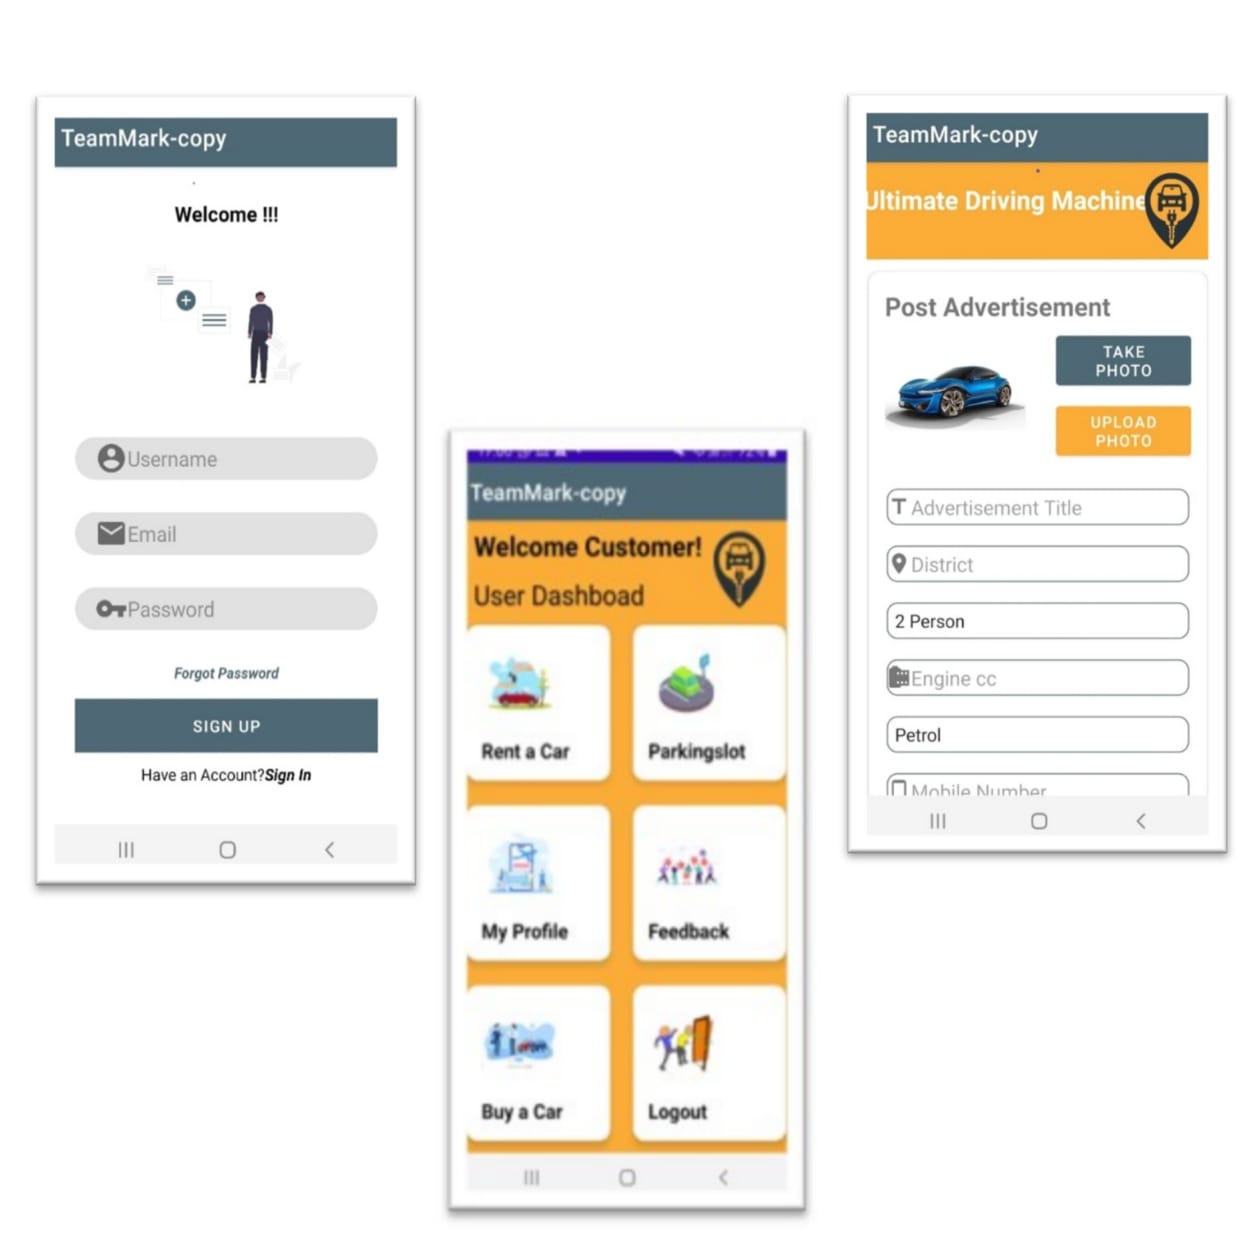 TeamMark-copy
Welcome !!!
Username
Email
Password
Forgot Password
SIGN UP
Have an Account?Sign In
TeamMark-copy
Welcome Customer!
User Dashboad
Rent a Car
Parkingslot
My Profile
Feedback
Buy a Car
Logout
TeamMark-copy
Ultimate Driving Machine
Post Advertisement
TAKE
PHOTO
UPLOAD
PHOTO
Advertisement Title
District
2 Person
Engine cc
Petrol
Mobile Number